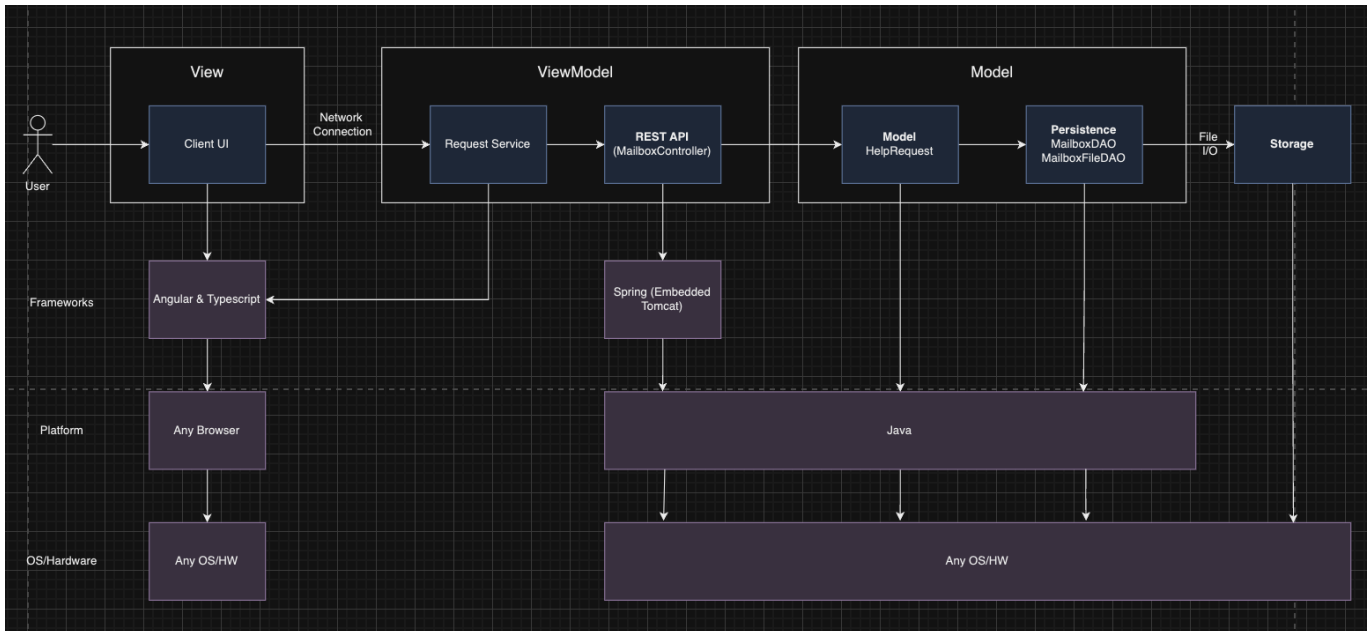 View
ViewModel
Model
User
Client UI
Network
Connection
Request Service
REST API
(MailboxController)
Model
HelpRequest
Persistence
MailboxDAO
MailboxFileDAO
File
I/O
Storage
Frameworks
Angular & Typescript
Spring (Embedded
Tomcat)
Platform
Any Browser
Java
OS/Hardware
Any OS/HW
Any OS/HW